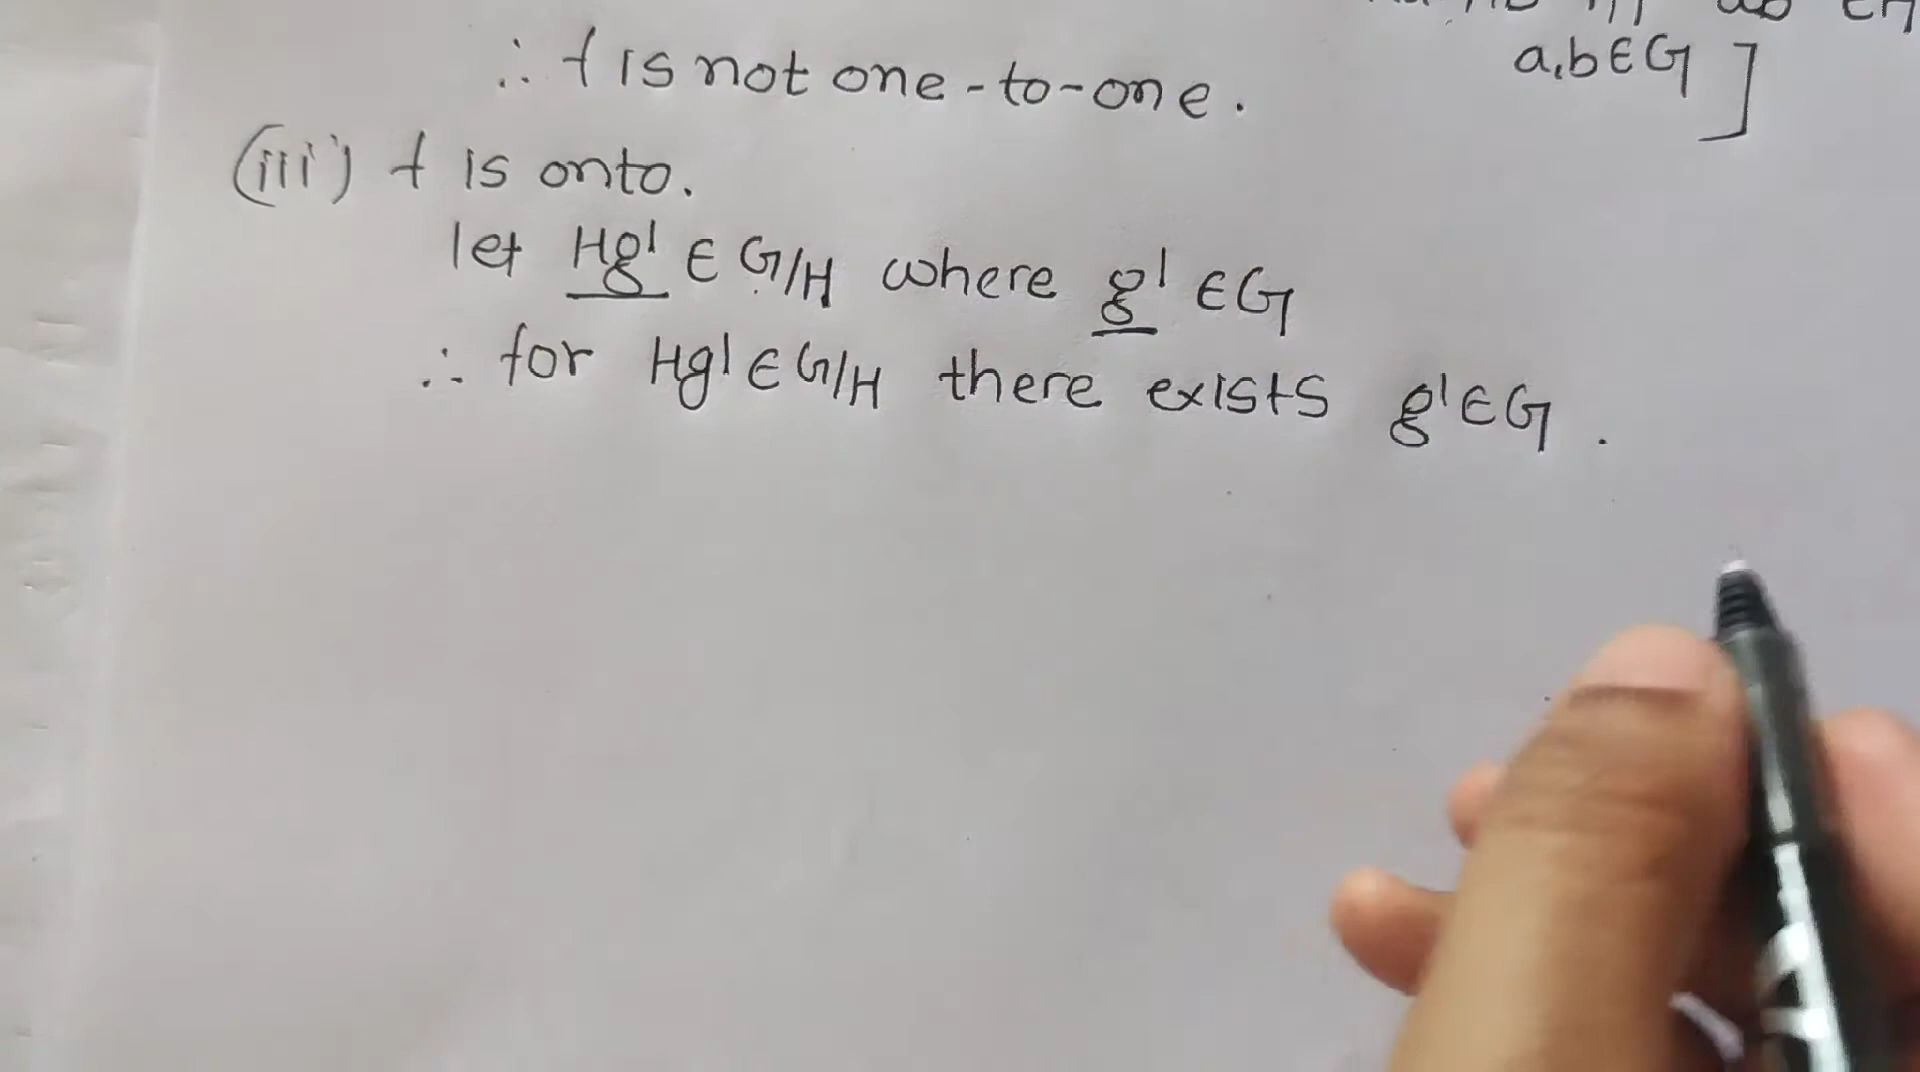 ∴ f is not one-to-one.
a,b∈G ]
(iii) f is onto.
let Hg' ∈ G/H where g' ∈G
∴ for Hg' ∈ G/H there exists g'∈G .